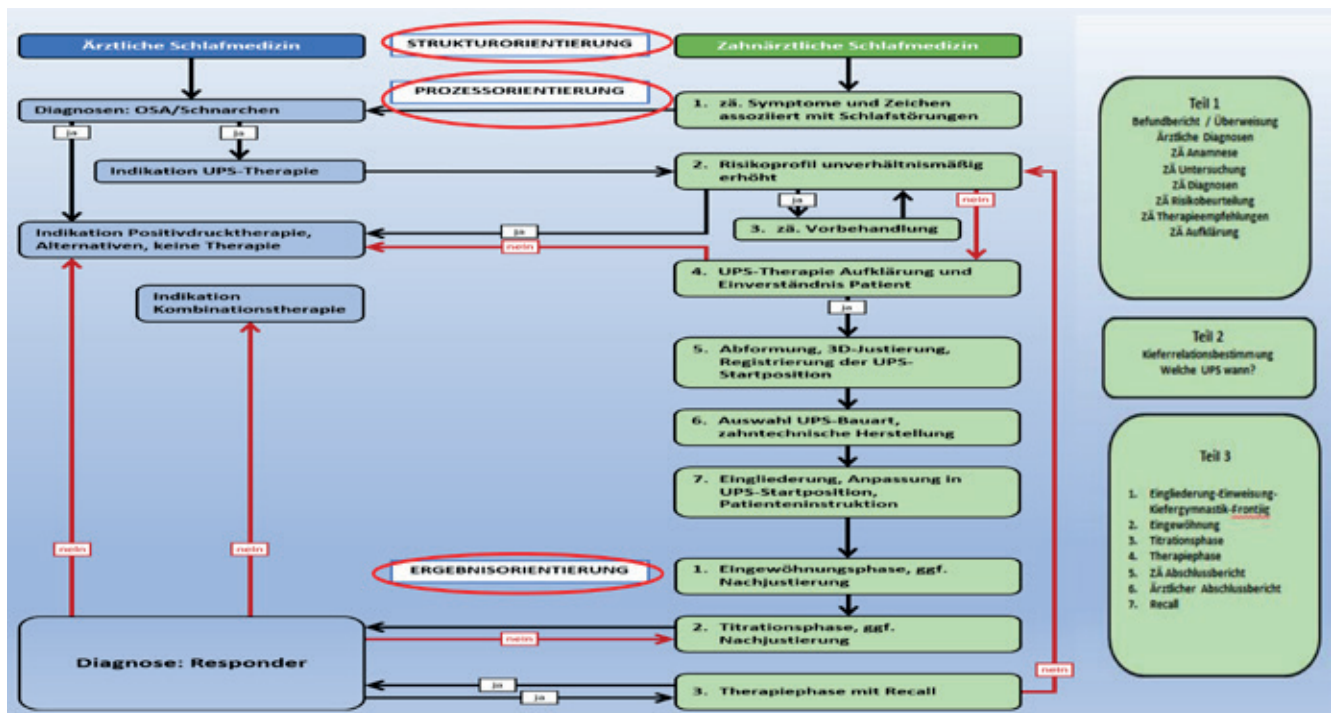 Ärztliche Schlafmedizin
STRUKTURORIENTIERUNG
Zahnärztliche Schlafmedizin
PROZESSORIENTIERUNG
Diagnosen: OSA/Schnarchen
1. zä. Symptome und Zeichen
assoziiert mit Schlafstörungen
ja
ja
Indikation UPS-Therapie
2. Risikoprofil unverhältnismäßig
erhöht
ja
nein
3. zä. Vorbehandlung
Indikation Positivdrucktherapie,
Alternativen, keine Therapie
ja
nein
4. UPS-Therapie Aufklärung und
Einverständnis Patient
ja
Indikation
Kombinationstherapie
5. Abformung, 3D-Justierung,
Registrierung der UPS-
Startposition
6. Auswahl UPS-Bauart,
zahntechnische Herstellung
7. Eingliederung, Anpassung in
UPS-Startposition,
Patienteninstruktion
nein
nein
ERGEBNISORIENTIERUNG
1. Eingewöhnungsphase, ggf.
Nachjustierung
2. Titrationsphase, ggf.
Nachjustierung
nein
Diagnose: Responder
ja
ja
3. Therapiephase mit Recall
nein
Teil 1
Befundbericht / Überweisung
Ärztliche Diagnosen
ZÄ Anamnese
ZÄ Untersuchung
ZÄ Diagnosen
ZÄ Risikobeurteilung
ZÄ Therapieempfehlungen
ZÄ Aufklärung
Teil 2
Kieferrelationsbestimmung
Welche UPS wann?
Teil 3
1. Eingliederung-Einweisung-
Kiefergymnastik-Frontjig
2. Eingewöhnung
3. Titrationsphase
4. Therapiephase
5. ZÄ Abschlussbericht
6. Ärztlicher Abschlussbericht
7. Recall